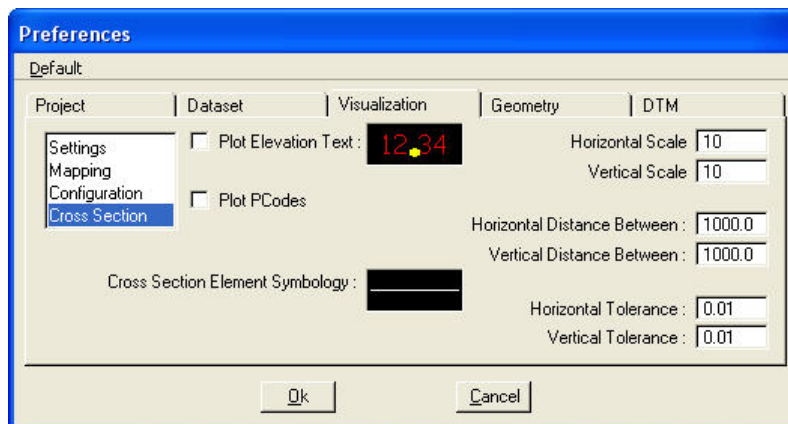 Preferences
Default
Project Dataset Visualization Geometry DTM
Settings
Mapping
Configuration
Cross Section
Plot Elevation Text : 12.34
Plot PCodes
Cross Section Element Symbology :
Horizontal Scale 10
Vertical Scale 10
Horizontal Distance Between : 1000.0
Vertical Distance Between : 1000.0
Horizontal Tolerance : 0.01
Vertical Tolerance : 0.01
Ok Cancel